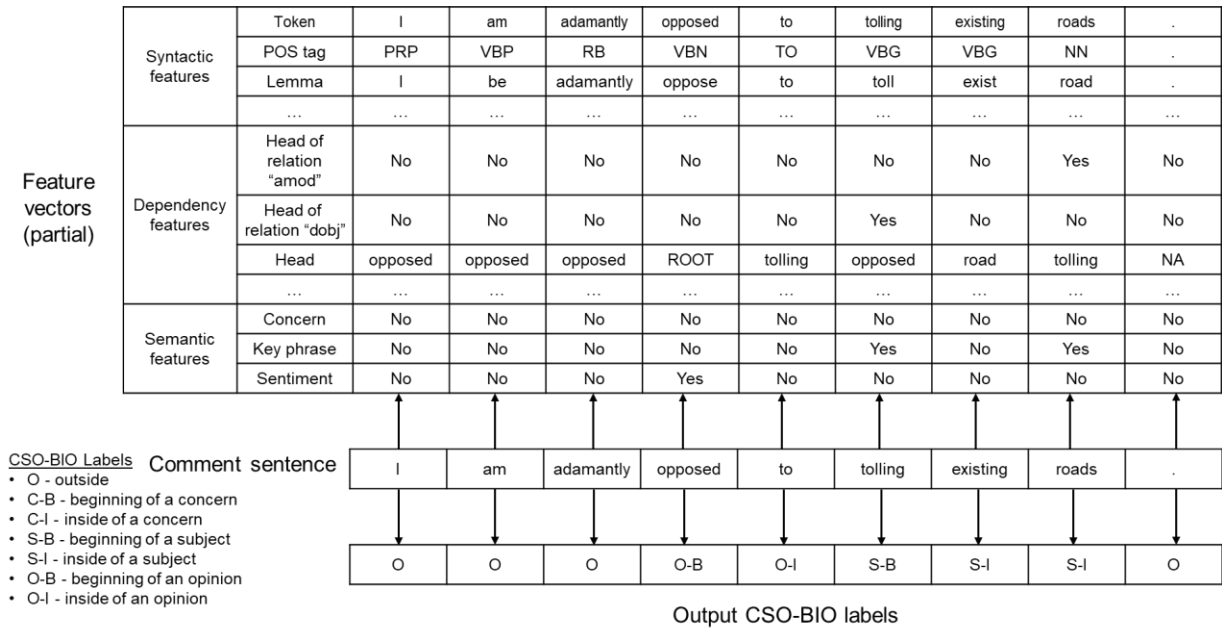 Token I am adamantly opposed to tolling existing roads .
Syntactic features
POS tag PRP VBP RB VBN TO VBG VBG NN .
Lemma I be adamantly oppose to toll exist road .
... ... ... ... ... ... ... ... ... ...
Feature vectors (partial)
Dependency features
Head of relation "amod" No No No No No No No Yes No
Head of relation "dobj" No No No No No Yes No No No
Head opposed opposed opposed ROOT tolling opposed road tolling NA
... ... ... ... ... ... ... ... ... ...
Semantic features
Concern No No No No No No No No No
Key phrase No No No No No Yes No Yes No
Sentiment No No No Yes No No No No No
Comment sentence I am adamantly opposed to tolling existing roads .
CSO-BIO Labels
• O - outside
• C-B - beginning of a concern
• C-I - inside of a concern
• S-B - beginning of a subject
• S-I - inside of a subject
• O-B - beginning of an opinion
• O-I - inside of an opinion
O O O O-B O-I S-B S-I S-I O
Output CSO-BIO labels